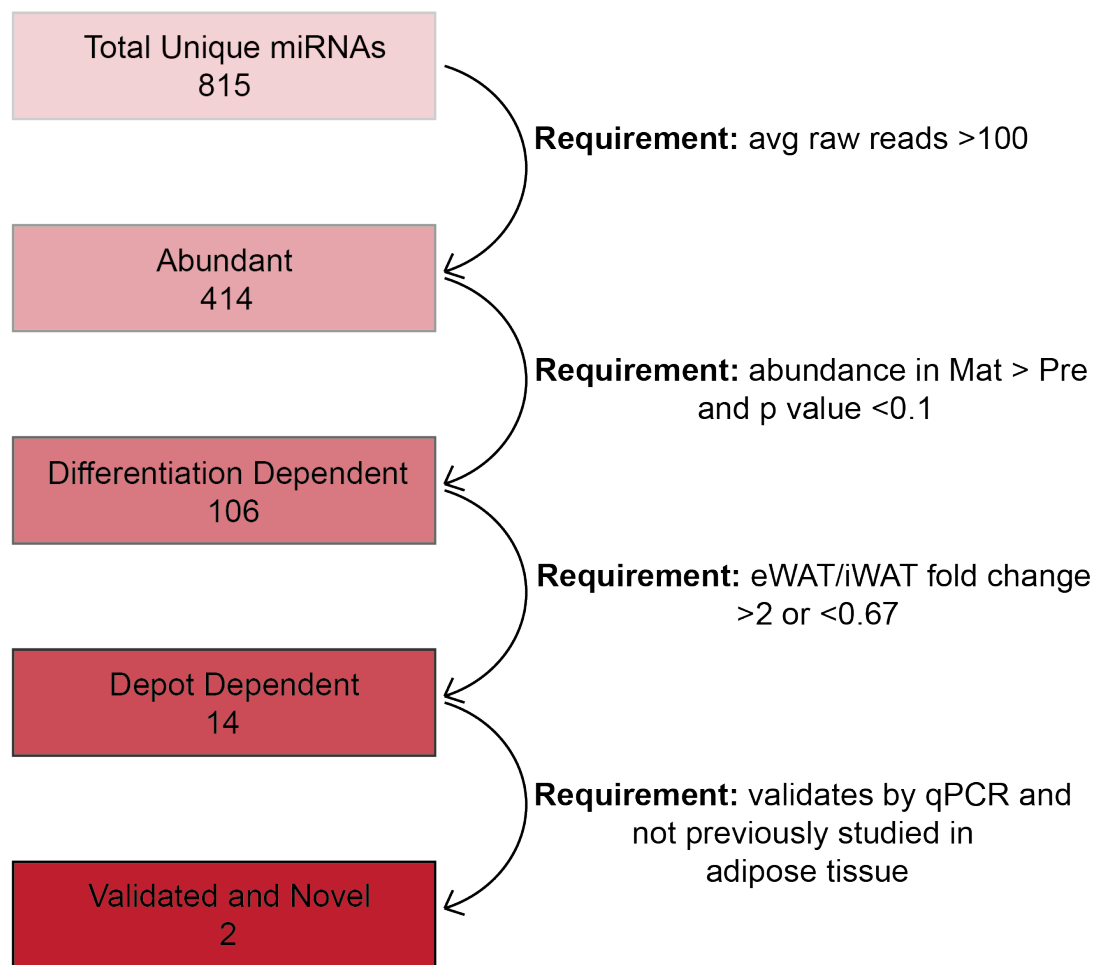 Total Unique miRNAs
815
Requirement: avg raw reads >100
Abundant
414
Requirement: abundance in Mat > Pre
and p value <0.1
Differentiation Dependent
106
Requirement: eWAT/iWAT fold change
>2 or <0.67
Depot Dependent
14
Requirement: validates by qPCR and
not previously studied in
adipose tissue
Validated and Novel
2